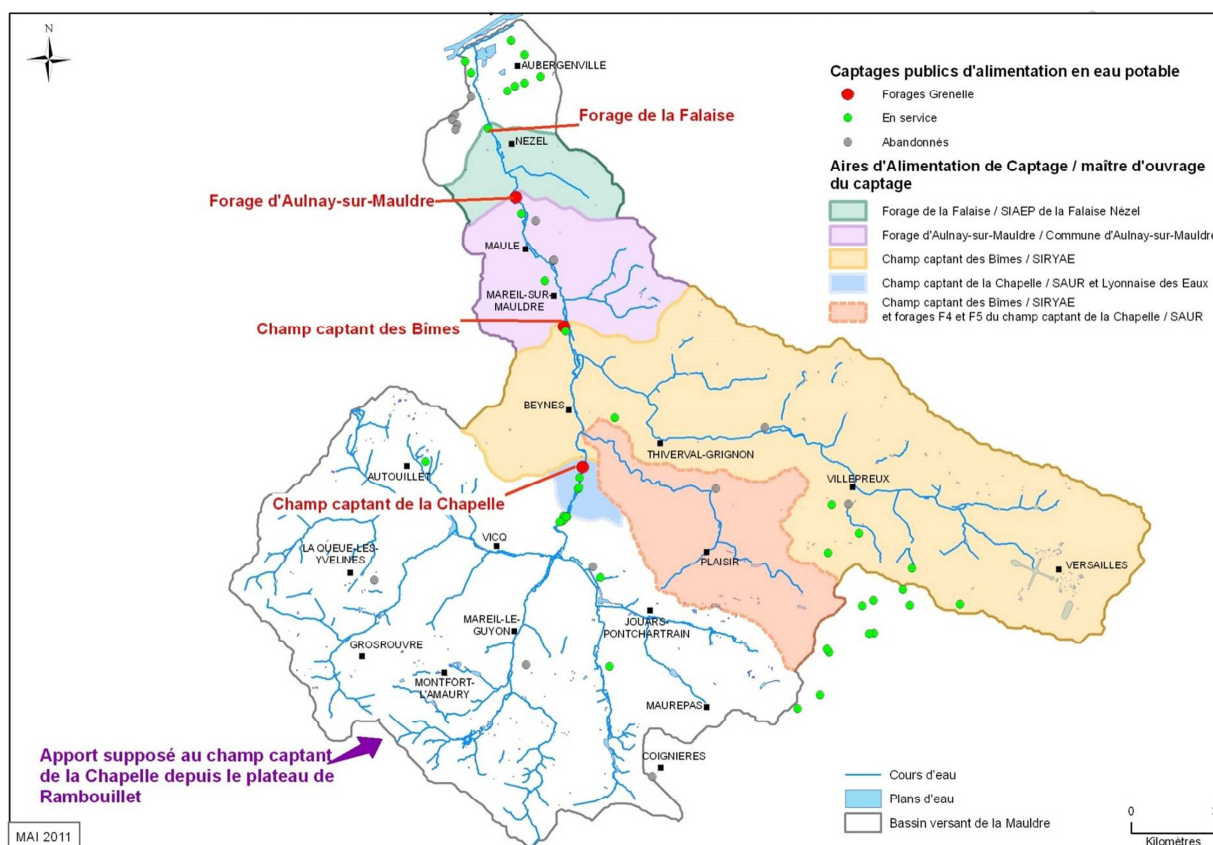 N
AUBERGENVILLE
Forage de la Falaise
NEZEL
Forage d'Aulnay-sur-Mauldre
MAULE
MAREIL-SUR-
MAULDRE
Champ captant des Bîmes
BEYNES
THIVERVAL-GRIGNON
AUTOUILLET
VILLEPREUX
Champ captant de la Chapelle
VICQ
LA QUEUE-LES-
YVELINES
PLAISIR
VERSAILLES
MAREIL-LE-
GUYON
JOUARS-
PONTCHARTRAIN
GROSROUVRE
MONTFORT-
L'AMAURY
MAUREPAS
COIGNIERES
Apport supposé au champ captant
de la Chapelle depuis le plateau de
Rambouillet
MAI 2011
Captages publics d'alimentation en eau potable
Forages Grenelle
En service
Abandonnés
Aires d'Alimentation de Captage / maître d'ouvrage
du captage
Forage de la Falaise / SIAEP de la Falaise Nézel
Forage d'Aulnay-sur-Mauldre / Commune d'Aulnay-sur-Mauldre
Champ captant des Bîmes / SIRYAE
Champ captant de la Chapelle / SAUR et Lyonnaise des Eaux
Champ captant des Bîmes / SIRYAE
et forages F4 et F5 du champ captant de la Chapelle / SAUR
Cours d'eau
Plans d'eau
Bassin versant de la Mauldre
0
Kilomètres